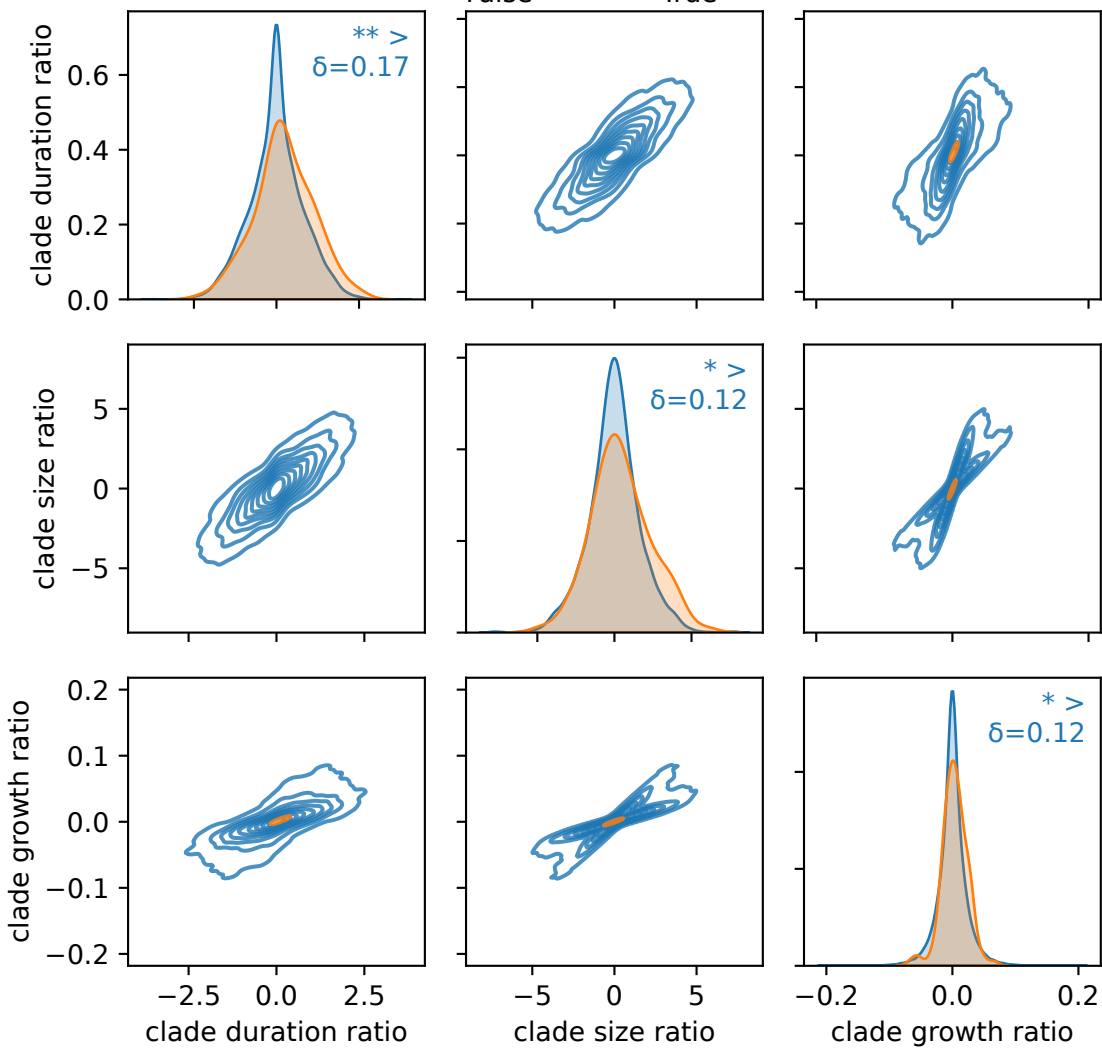 ** >
δ=0.17
clade duration ratio
0.6
0.4
0.2
0.0
* >
δ=0.12
clade size ratio
5
0
−5
* >
δ=0.12
clade growth ratio
0.2
0.1
0.0
−0.1
−0.2
−2.5 0.0 2.5
−5 0 5
−0.2 0.0 0.2
clade duration ratio
clade size ratio
clade growth ratio